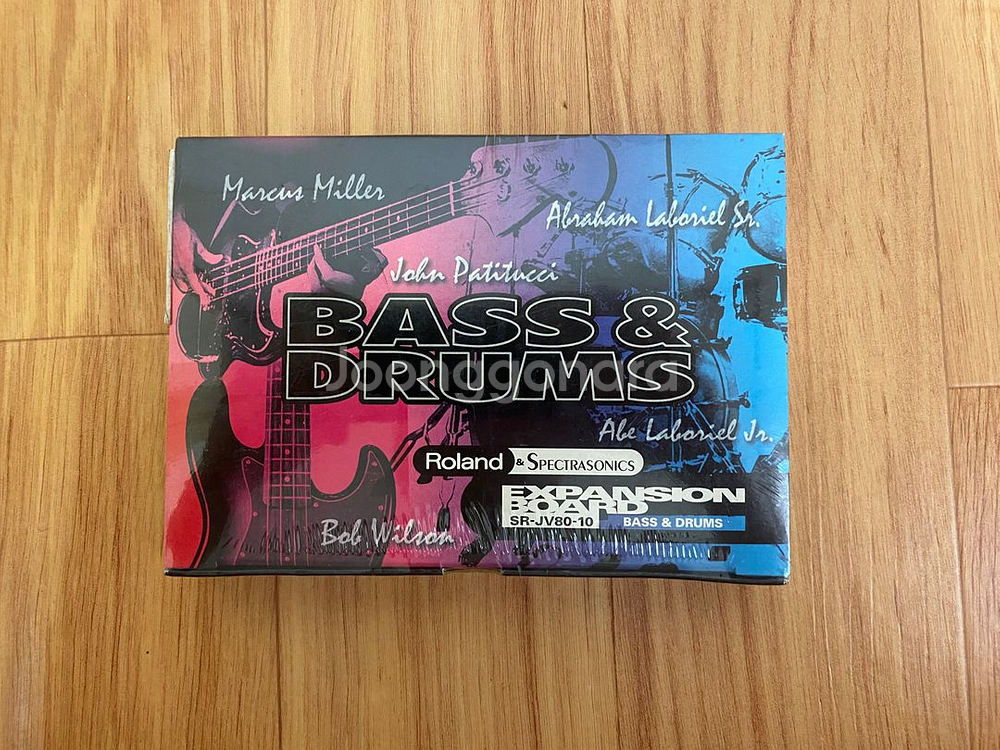 Marcus Miller
Abraham Laboriel Sr.
John Patitucci
BASS &
DRUMS
Joonggonara
Abe Laboriel Jr.
Roland & SPECTRASONICS
EXPANSION
BOARD
SR-JV80-10 BASS & DRUMS
Bob Wilson